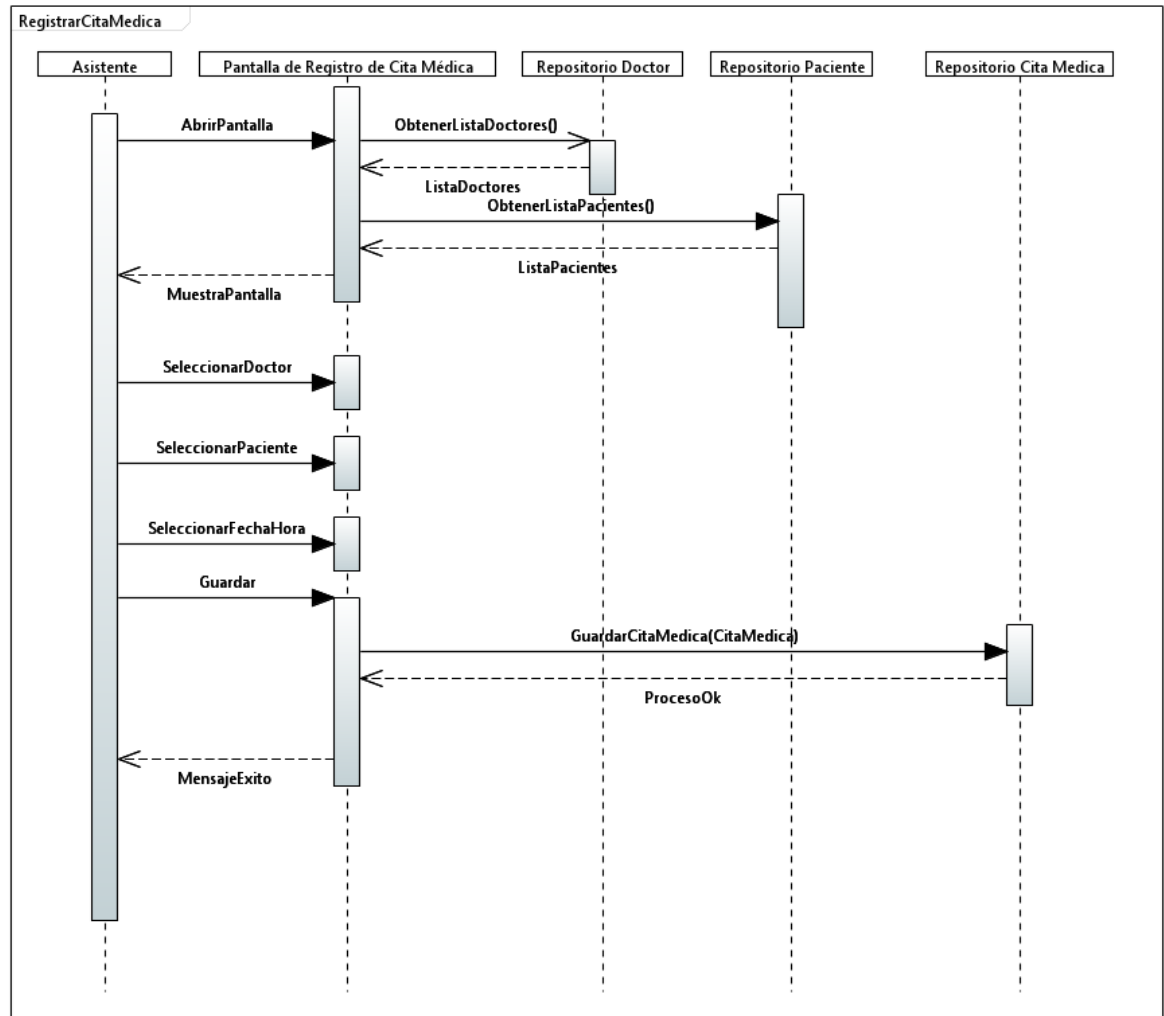 RegistrarCitaMedica
Asistente
Pantalla de Registro de Cita Médica
Repositorio Doctor
Repositorio Paciente
Repositorio Cita Medica
AbrirPantalla
ObtenerListaDoctores()
ListaDoctores
ObtenerListaPacientes()
ListaPacientes
MuestraPantalla
SeleccionarDoctor
SeleccionarPaciente
SeleccionarFechaHora
Guardar
GuardarCitaMedica(CitaMedica)
ProcesoOk
MensajeExito